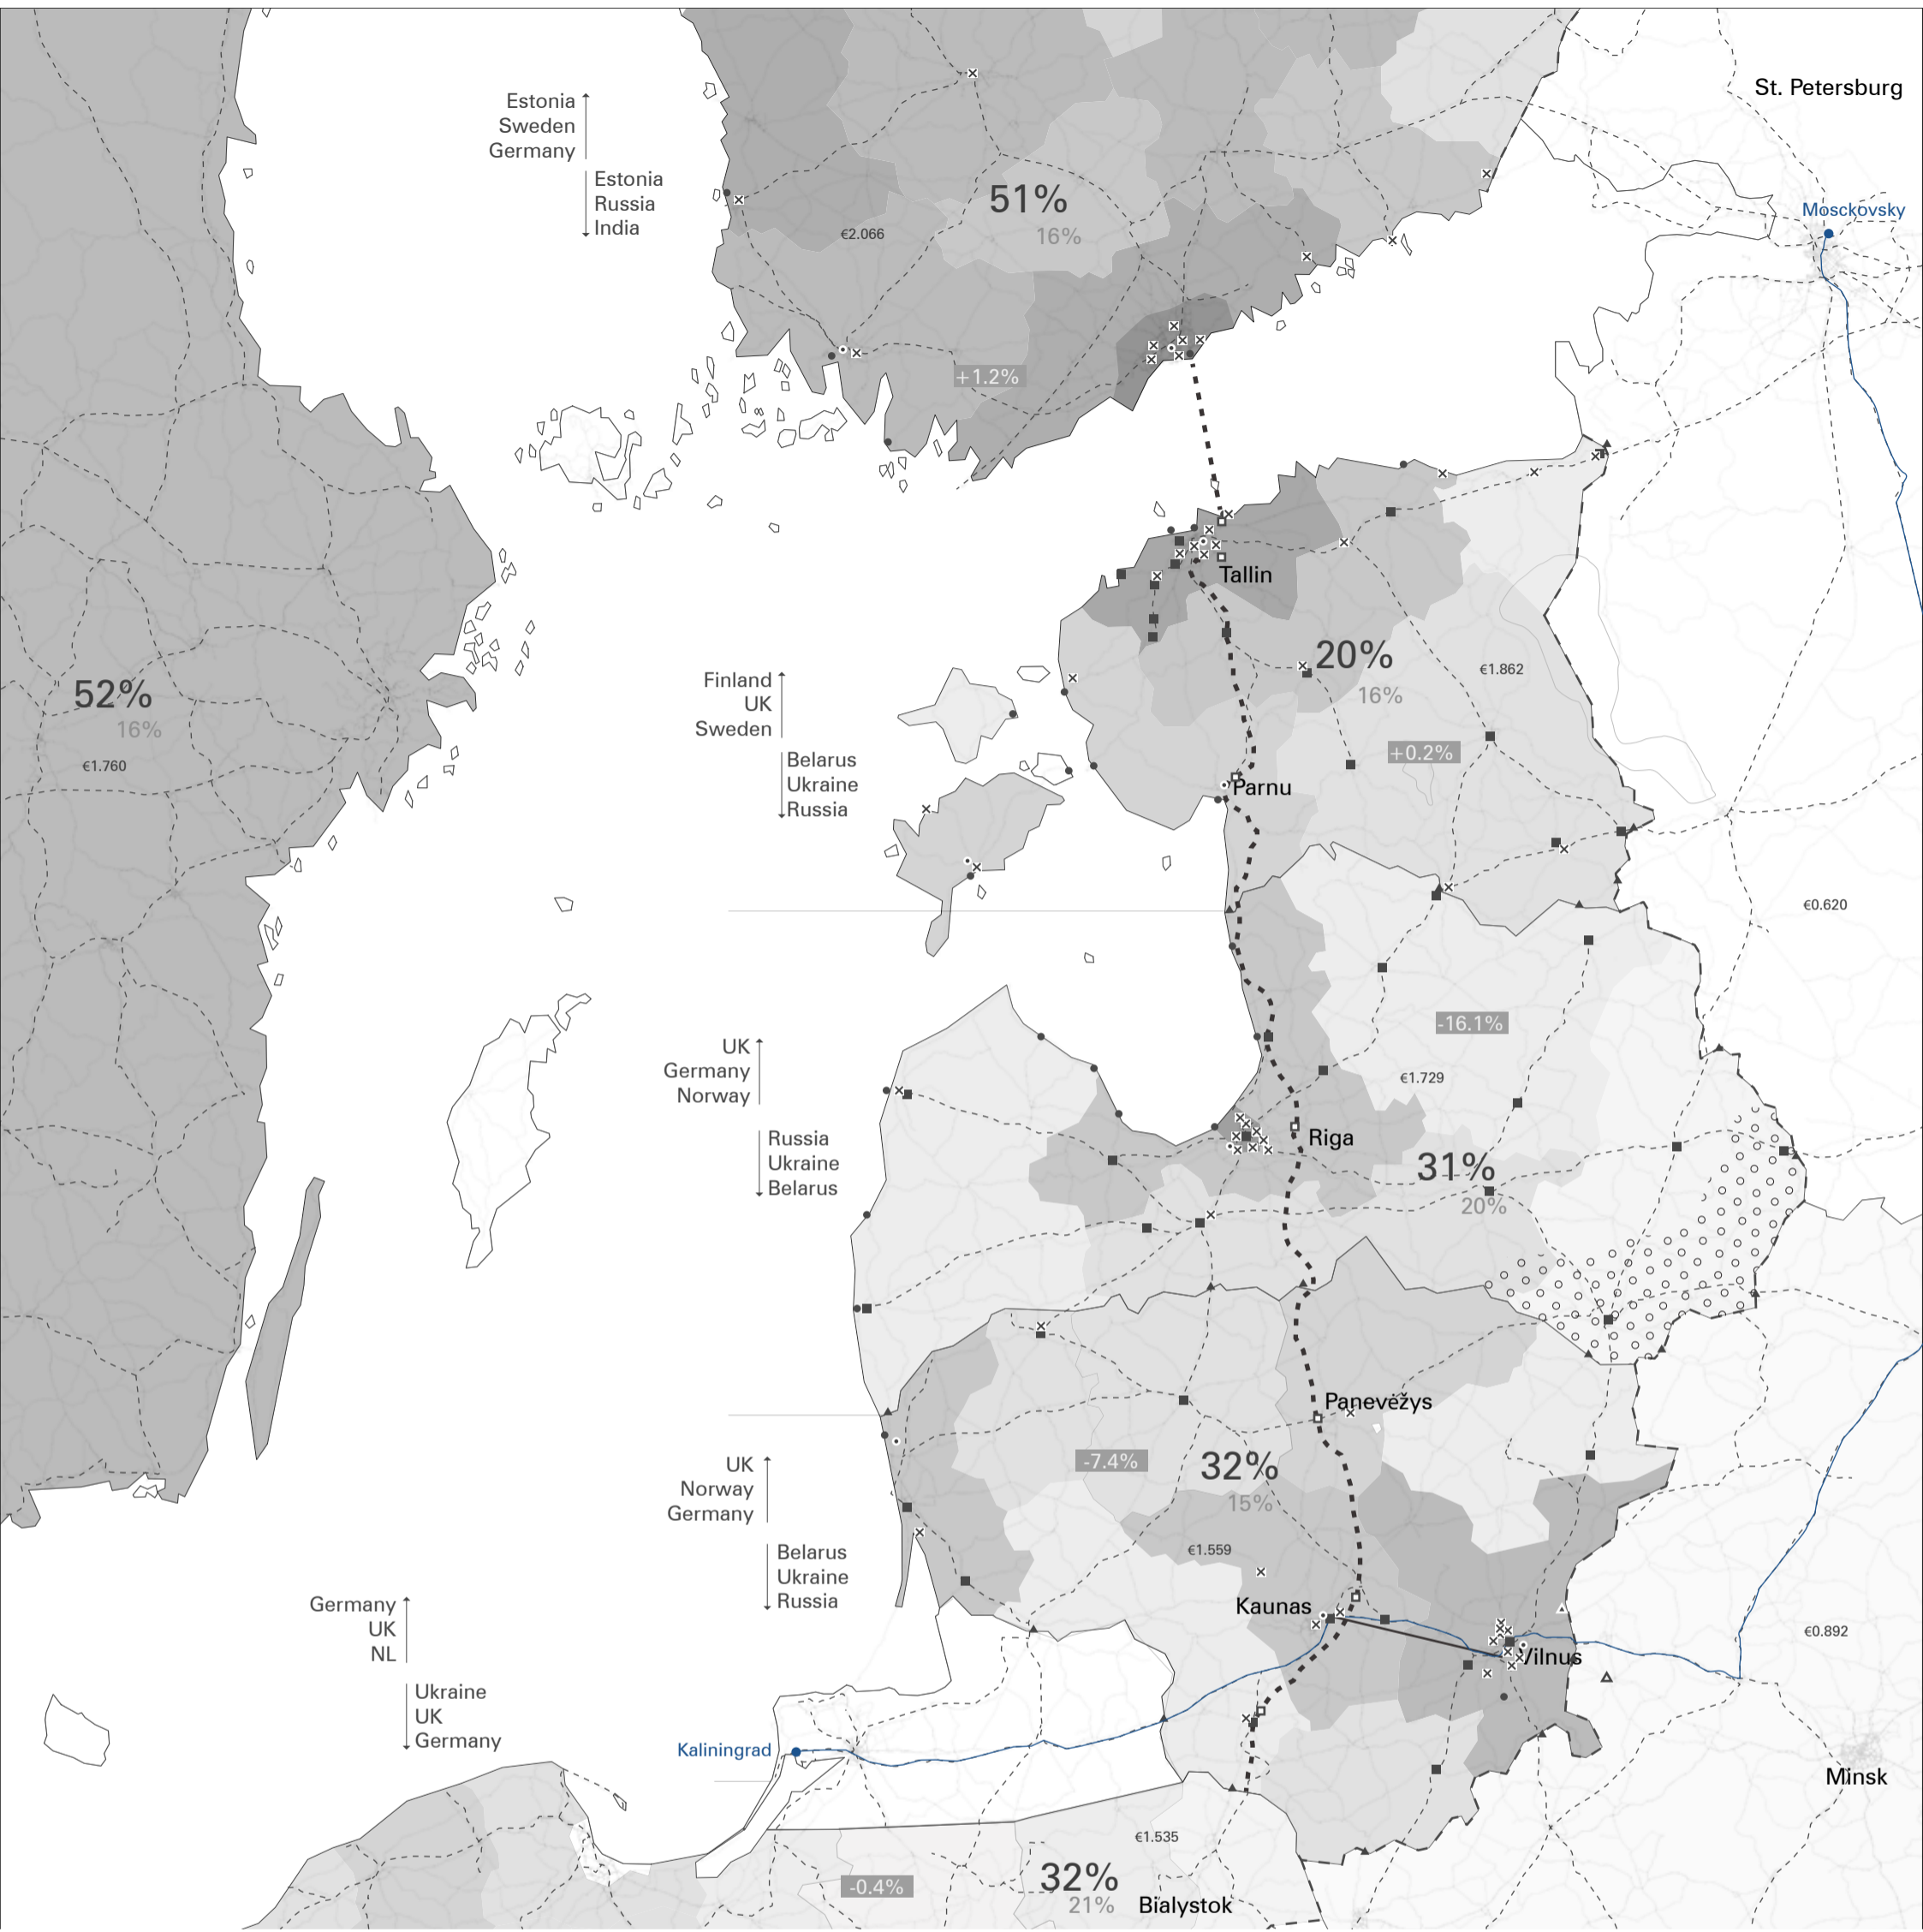 St. Petersburg
Estonia
Sweden
Germany
Estonia
Russia
India
51%
16%
€2.066
Mosckovsky
+1.2%
Tallin
20%
16%
€1.862
52%
16%
€1.760
Finland
UK
Sweden
Belarus
Ukraine
Russia
+0.2%
Parnu
€0.620
-16.1%
€1.729
UK
Germany
Norway
Russia
Ukraine
Belarus
Riga
31%
20%
Panevėžys
-7.4%
32%
15%
€1.559
UK
Norway
Germany
Belarus
Ukraine
Russia
Kaunas
Vilnus
€0.892
Germany
UK
NL
Ukraine
UK
Germany
Kaliningrad
Minsk
€1.535
-0.4%
32%
21%
Bialystok